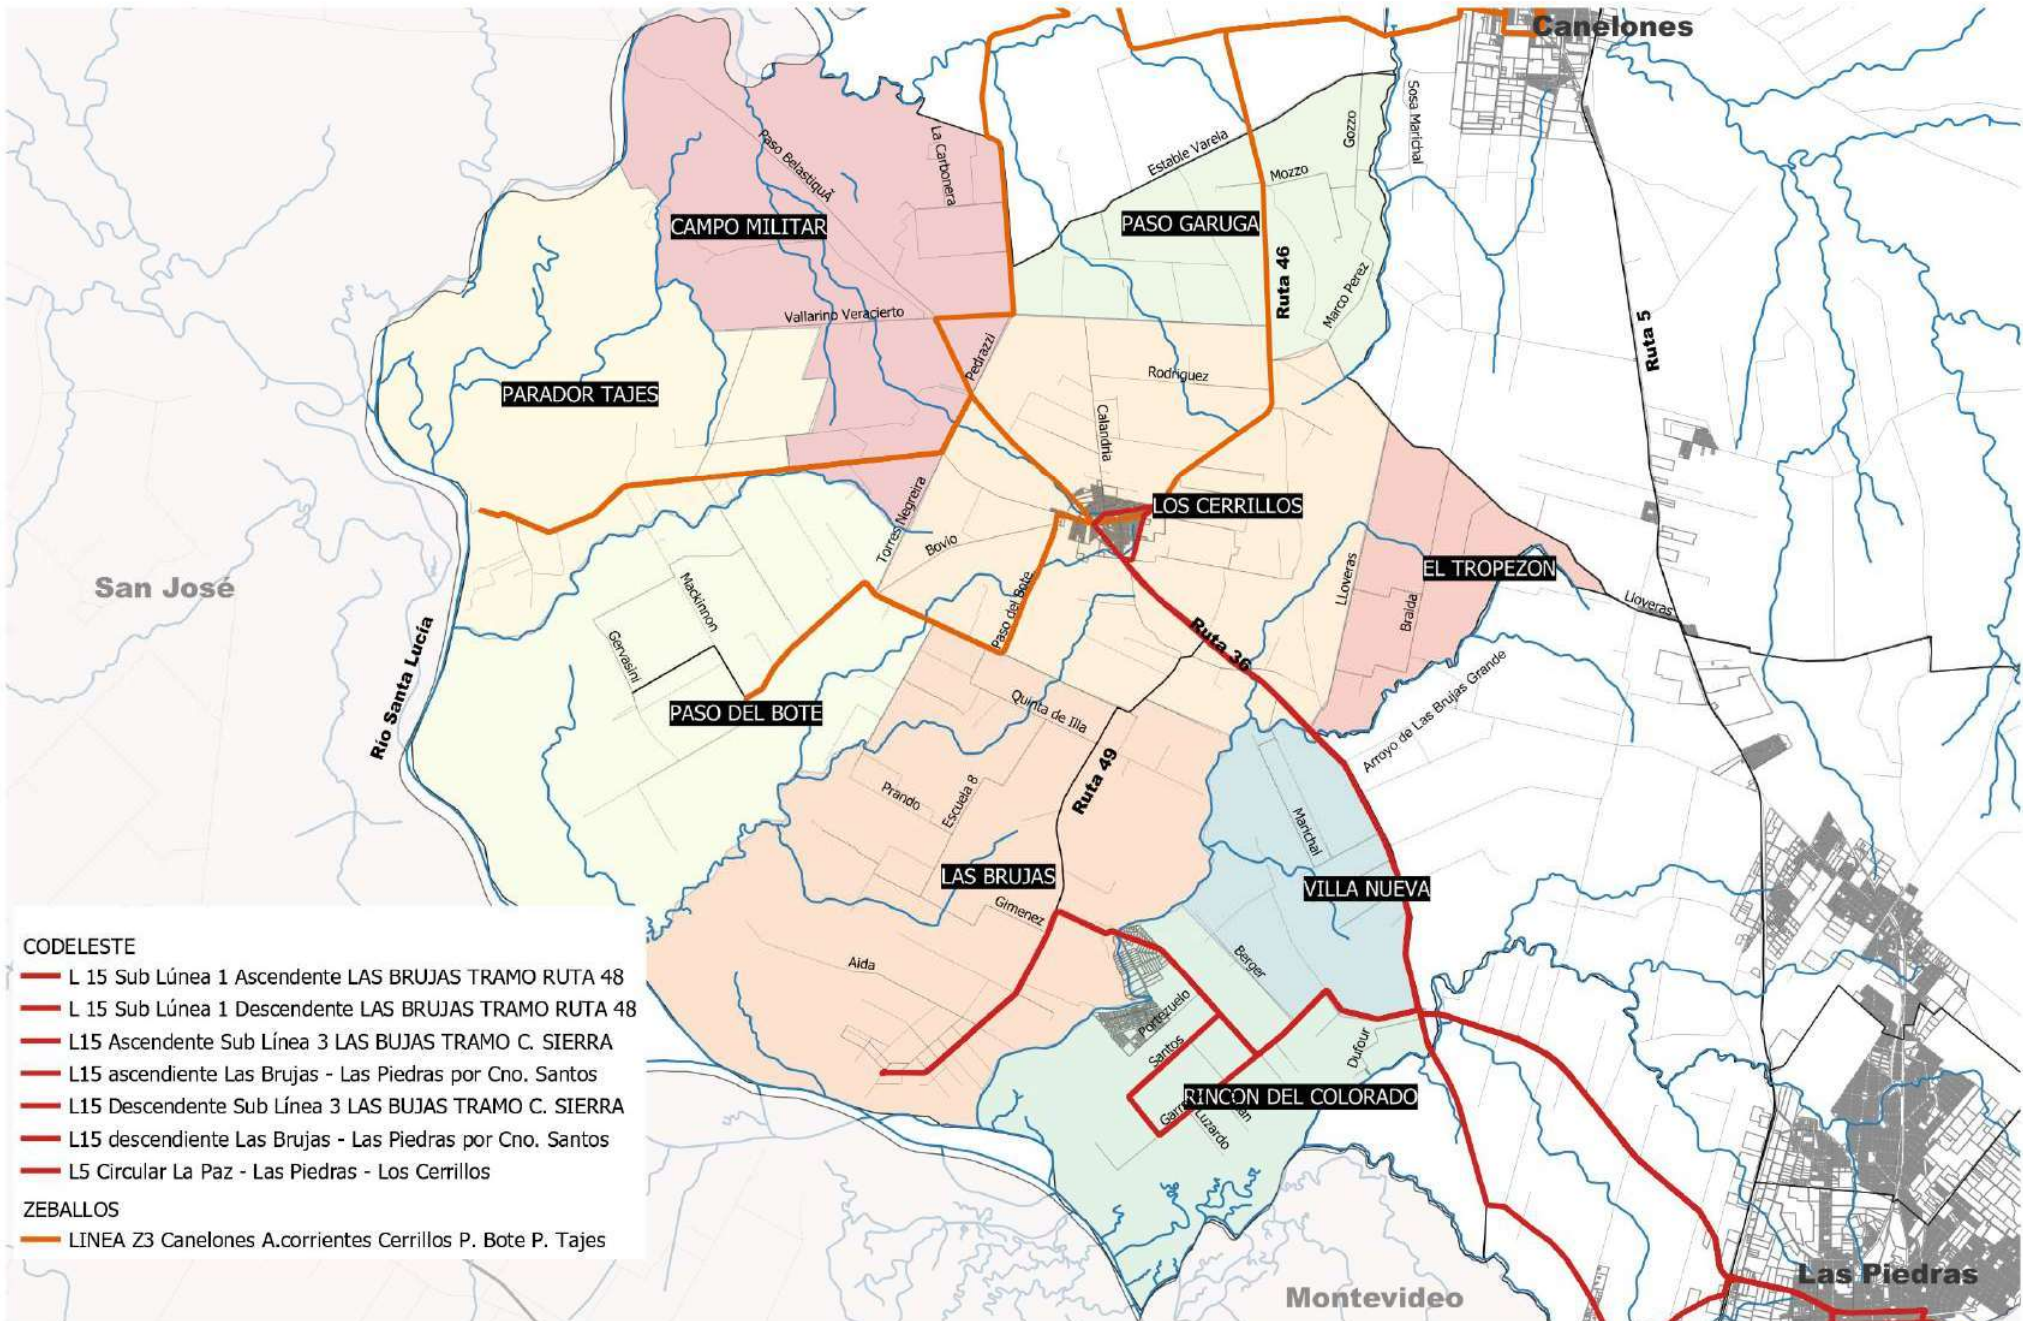 Canelones
Sosa Marichal
Gozzo
La Carbonera
Paso BelastiquÃ
Estable Varela
Mozzo
CAMPO MILITAR
PASO GARUGA
Ruta 46
Marco Perez
Vallarino Veracierto
Ruta 5
Pedrazzi
Rodriguez
PARADOR TAJES
Calandria
LOS CERRILLOS
Torres Negreira
Bovio
EL TROPEZON
LLoveras
San José
Mackinnon
Paso del Bote
Braida
Lloveras
Gervasini
Ruta 36
Río Santa Lucía
PASO DEL BOTE
Quinta de Illa
Arroyo de Las Brujas Grande
Ruta 49
Prando
Escuela 8
Marichal
LAS BRUJAS
VILLA NUEVA
Gimenez
Aida
Berger
Portezuelo
Santos
Dufour
RINCON DEL COLORADO
Luzardo
CODELESTE
L 15 Sub Lúnea 1 Ascendente LAS BRUJAS TRAMO RUTA 48
L 15 Sub Lúnea 1 Descendente LAS BRUJAS TRAMO RUTA 48
L15 Ascendente Sub Línea 3 LAS BUJAS TRAMO C. SIERRA
L15 ascendiente Las Brujas - Las Piedras por Cno. Santos
L15 Descendente Sub Línea 3 LAS BUJAS TRAMO C. SIERRA
L15 descendiente Las Brujas - Las Piedras por Cno. Santos
L5 Circular La Paz - Las Piedras - Los Cerrillos
ZEBALLOS
LINEA Z3 Canelones A.corrientes Cerrillos P. Bote P. Tajes
Las Piedras
Montevideo